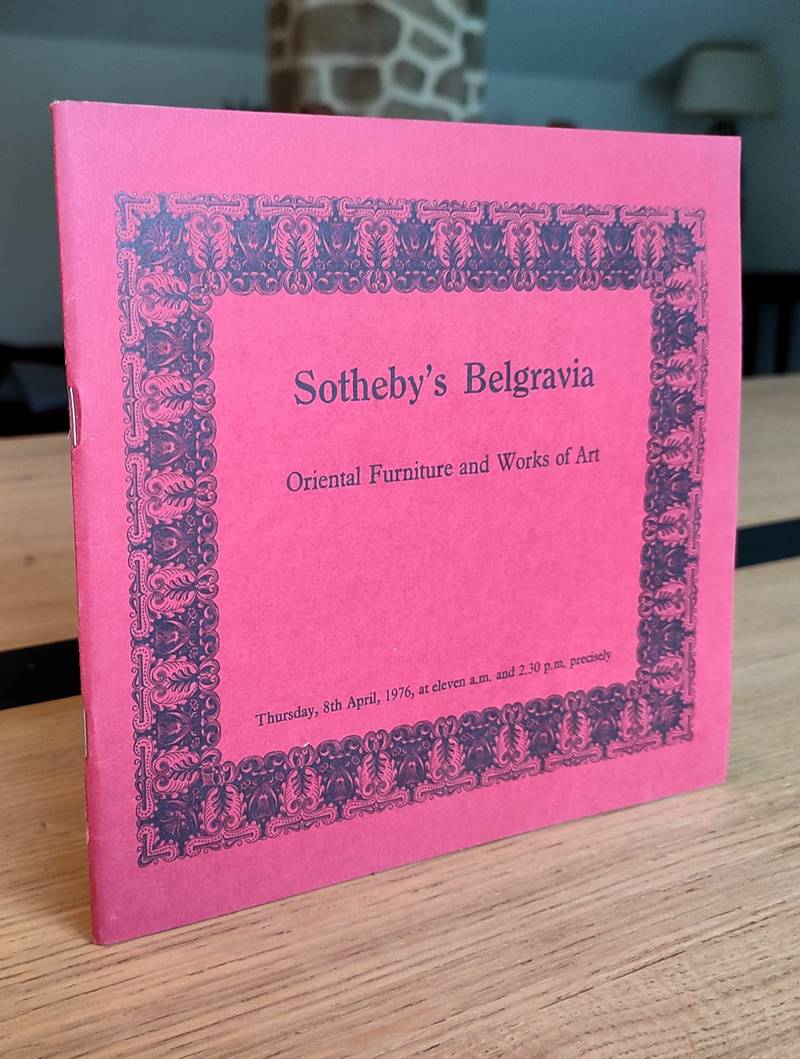 Sotheby's Belgravia
Oriental Furniture and Works of Art
Thursday, 8th April, 1976, at eleven a.m. and 2.30 p.m. precisely